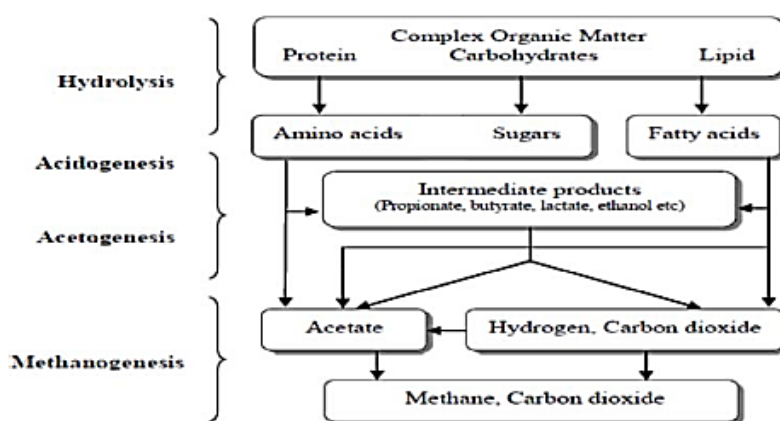 Complex Organic Matter
Protein Carbohydrates Lipid
Hydrolysis
Amino acids Sugars Fatty acids
Acidogenesis
Intermediate products
(Propionate, butyrate, lactate, ethanol etc)
Acetogenesis
Acetate Hydrogen, Carbon dioxide
Methanogenesis
Methane, Carbon dioxide